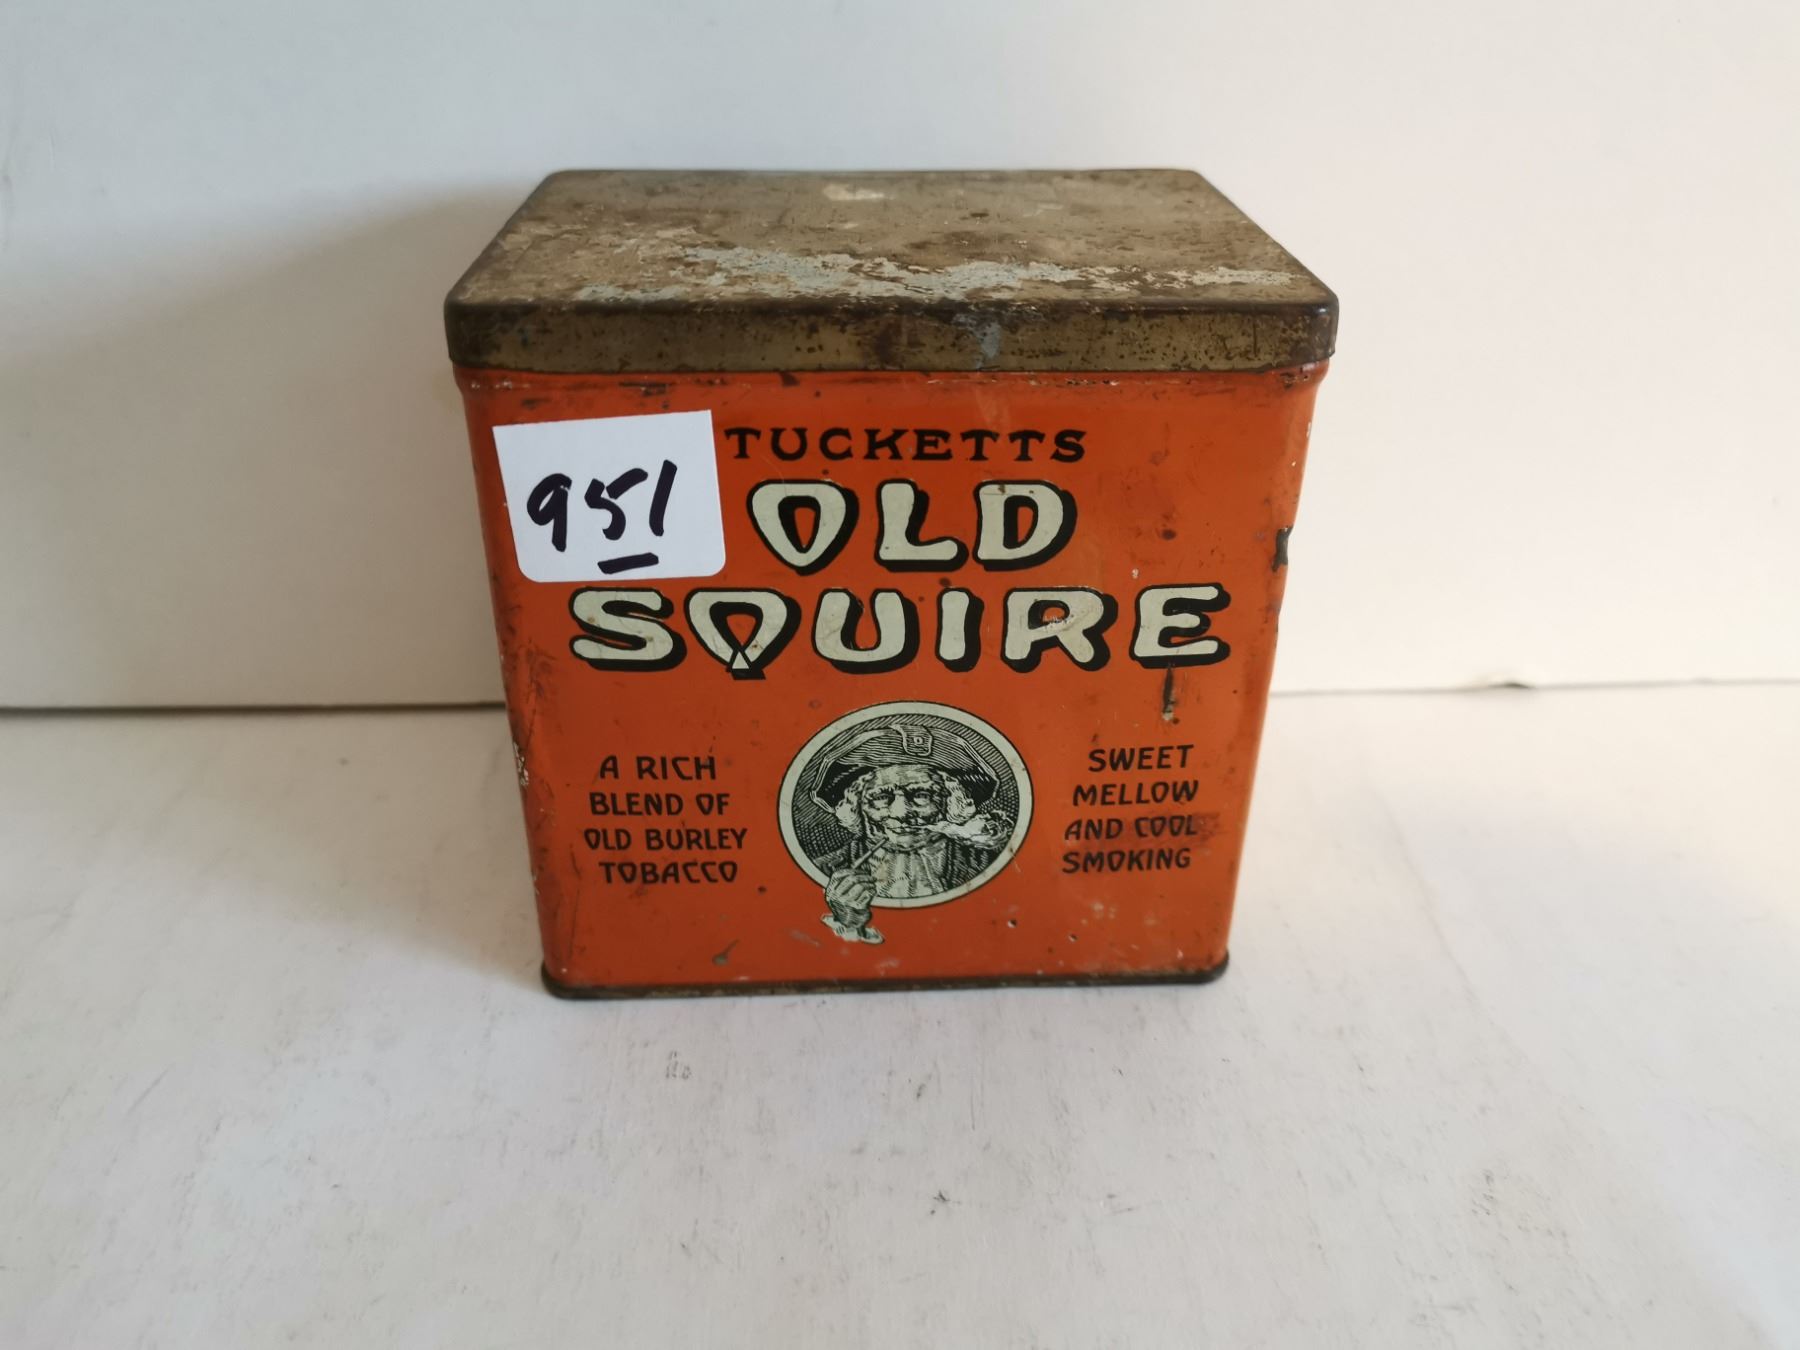 951
TUCKETTS
OLD
SQUIRE
A RICH
BLEND OF
OLD BURLEY
TOBACCO
SWEET
MELLOW
AND COOL
SMOKING